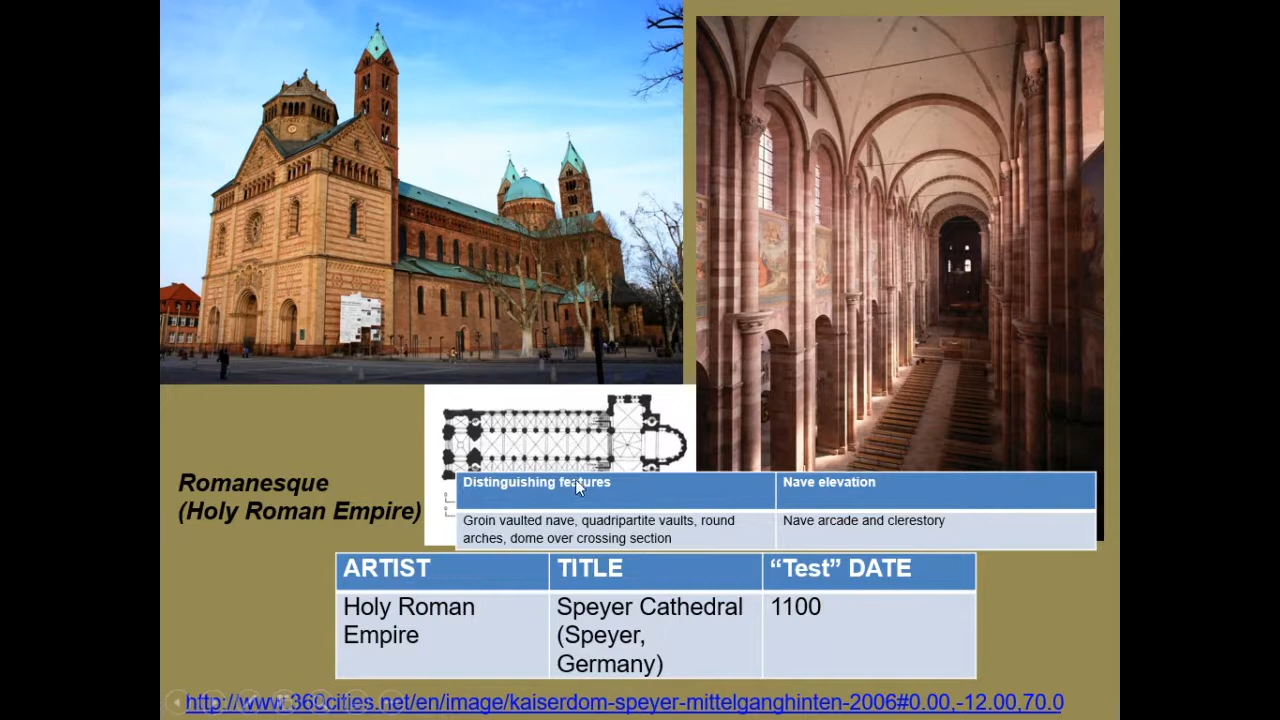 Romanesque
(Holy Roman Empire)
Distinguishing features
Nave elevation
Groin vaulted nave, quadripartite vaults, round
arches, dome over crossing section
Nave arcade and clerestory
ARTIST
TITLE
“Test” DATE
Holy Roman
Empire
Speyer Cathedral
(Speyer,
Germany)
1100
http://www.360cities.net/en/image/kaiserdom-speyer-mittelganghinten-2006#0.00,-12.00,70.0